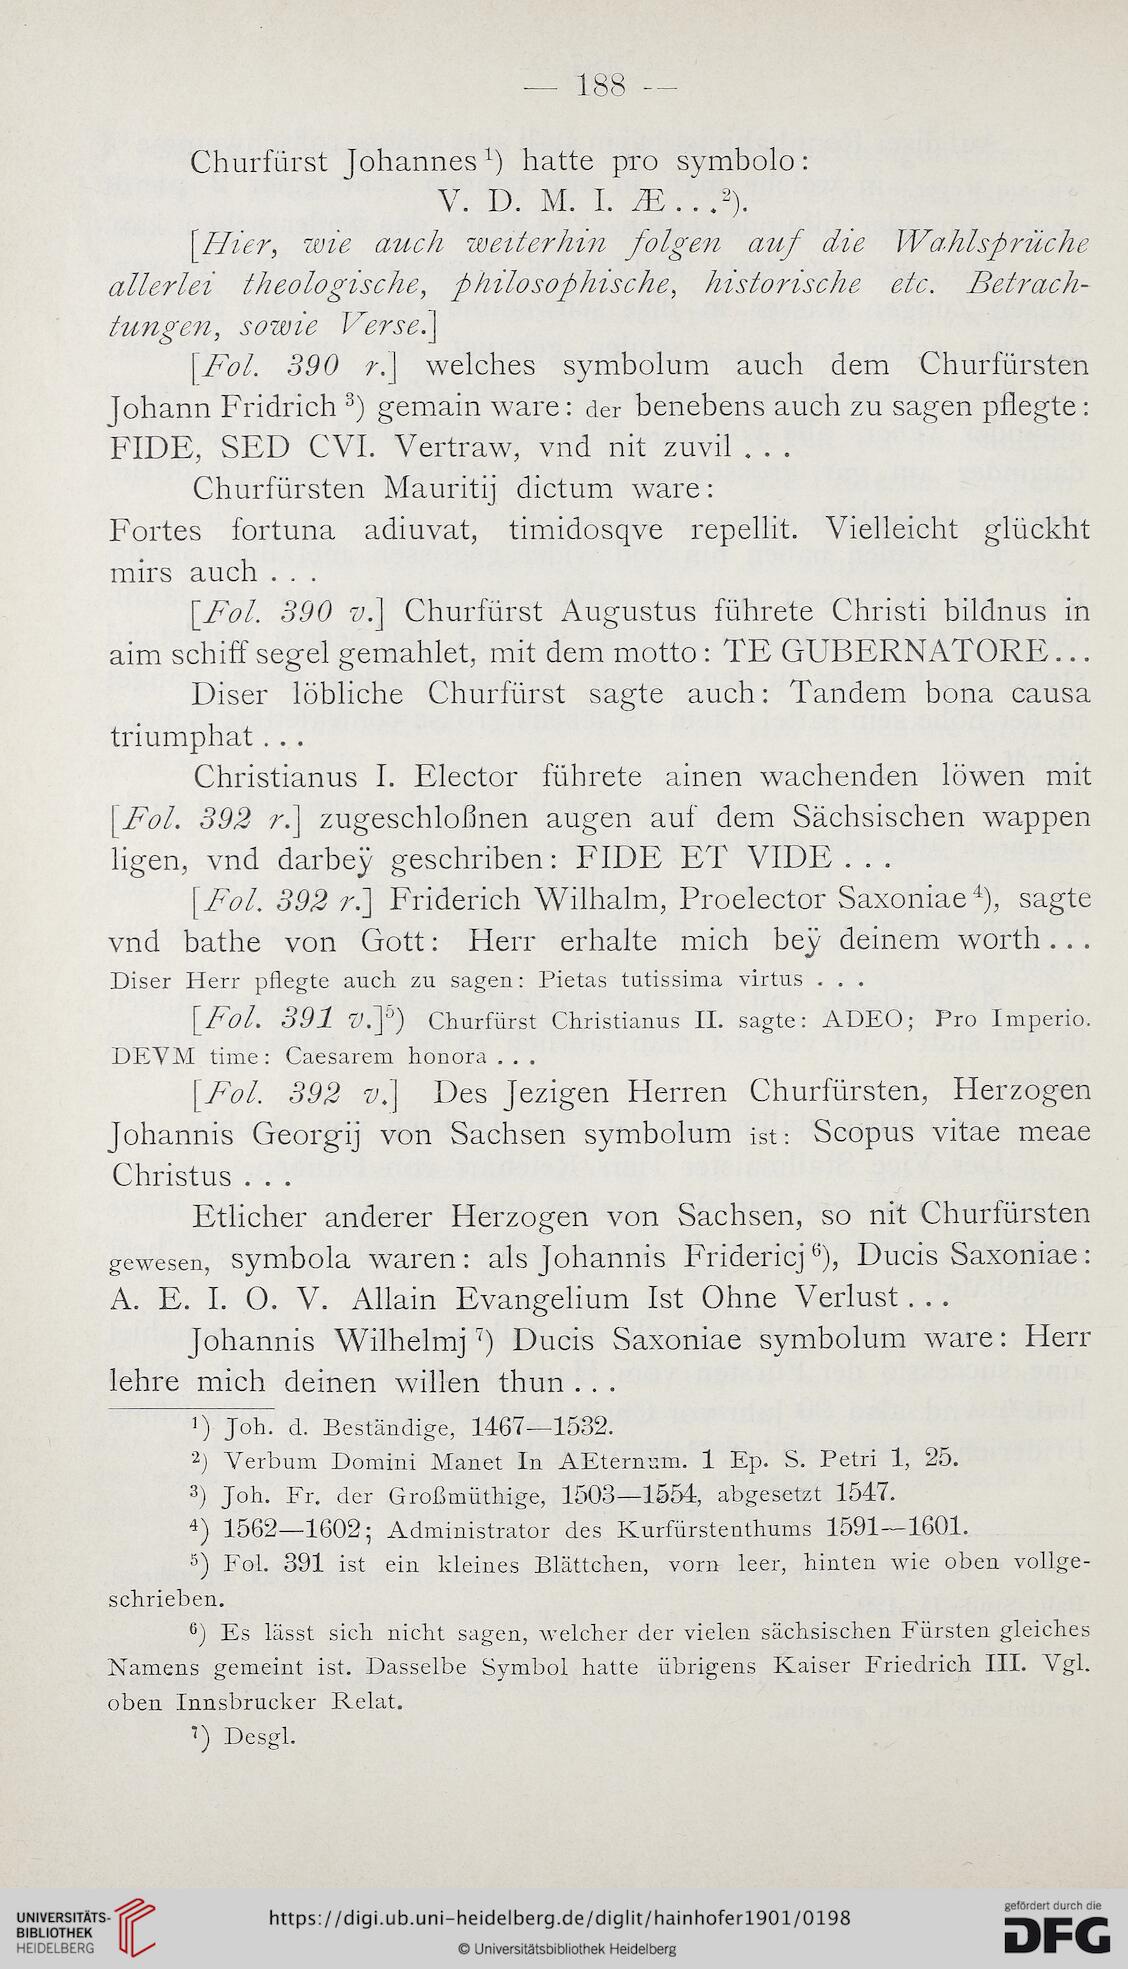 — 188 —
Churfürst Johannes ¹) hatte pro symbolo:
V. D. M. I. Æ . . . ²).
[Hier, wie auch weiterhin folgen auf die Wahlsprüche
allerlei theologische, philosophische, historische etc. Betrach-
tungen, sowie Verse.]
[Fol. 390 r.] welches symbolum auch dem Churfürsten
Johann Fridrich ³) gemain ware: der benebens auch zu sagen pflegte:
FIDE, SED CVI. Vertraw, vnd nit zuvil . . .
Churfürsten Mauritij dictum ware:
Fortes fortuna adiuvat, timidosqve repellit. Vielleicht glückht
mirs auch . . .
[Fol. 390 v.] Churfürst Augustus führete Christi bildnus in
aim schiff segel gemahlet, mit dem motto: TE GUBERNATORE . . .
Diser löbliche Churfürst sagte auch: Tandem bona causa
triumphat . . .
Christianus I. Elector führete ainen wachenden löwen mit
[Fol. 392 r.] zugeschloßnen augen auf dem Sächsischen wappen
ligen, vnd darbeÿ geschriben: FIDE ET VIDE . . .
[Fol. 392 r.] Friderich Wilhalm, Proelector Saxoniae ⁴), sagte
vnd bathe von Gott: Herr erhalte mich beÿ deinem worth . . .
Diser Herr pflegte auch zu sagen: Pietas tutissima virtus . . .
[Fol. 391 v.]⁵) Churfürst Christianus II. sagte: ADEO; Pro Imperio.
DEVM time: Caesarem honora . . .
[Fol. 392 v.] Des Jezigen Herren Churfürsten, Herzogen
Johannis Georgij von Sachsen symbolum ist: Scopus vitae meae
Christus . . .
Etlicher anderer Herzogen von Sachsen, so nit Churfürsten
gewesen, symbola waren: als Johannis Fridericj ⁶), Ducis Saxoniae:
A. E. I. O. V. Allain Evangelium Ist Ohne Verlust . . .
Johannis Wilhelmj ⁷) Ducis Saxoniae symbolum ware: Herr
lehre mich deinen willen thun . . .
¹) Joh. d. Beständige, 1467—1532.
²) Verbum Domini Manet In AEternum. 1 Ep. S. Petri 1, 25.
³) Joh. Fr. der Großmüthige, 1503—1554, abgesetzt 1547.
⁴) 1562—1602; Administrator des Kurfürstenthums 1591—1601.
⁵) Fol. 391 ist ein kleines Blättchen, vorn leer, hinten wie oben vollge-
schrieben.
⁶) Es lässt sich nicht sagen, welcher der vielen sächsischen Fürsten gleiches
Namens gemeint ist. Dasselbe Symbol hatte übrigens Kaiser Friedrich III. Vgl.
oben Innsbrucker Relat.
⁷) Desgl.
UNIVERSITÄTS-
BIBLIOTHEK
HEIDELBERG
https://digi.ub.uni-heidelberg.de/diglit/hainhofer1901/0198
© Universitätsbibliothek Heidelberg
gefördert durch die
DFG